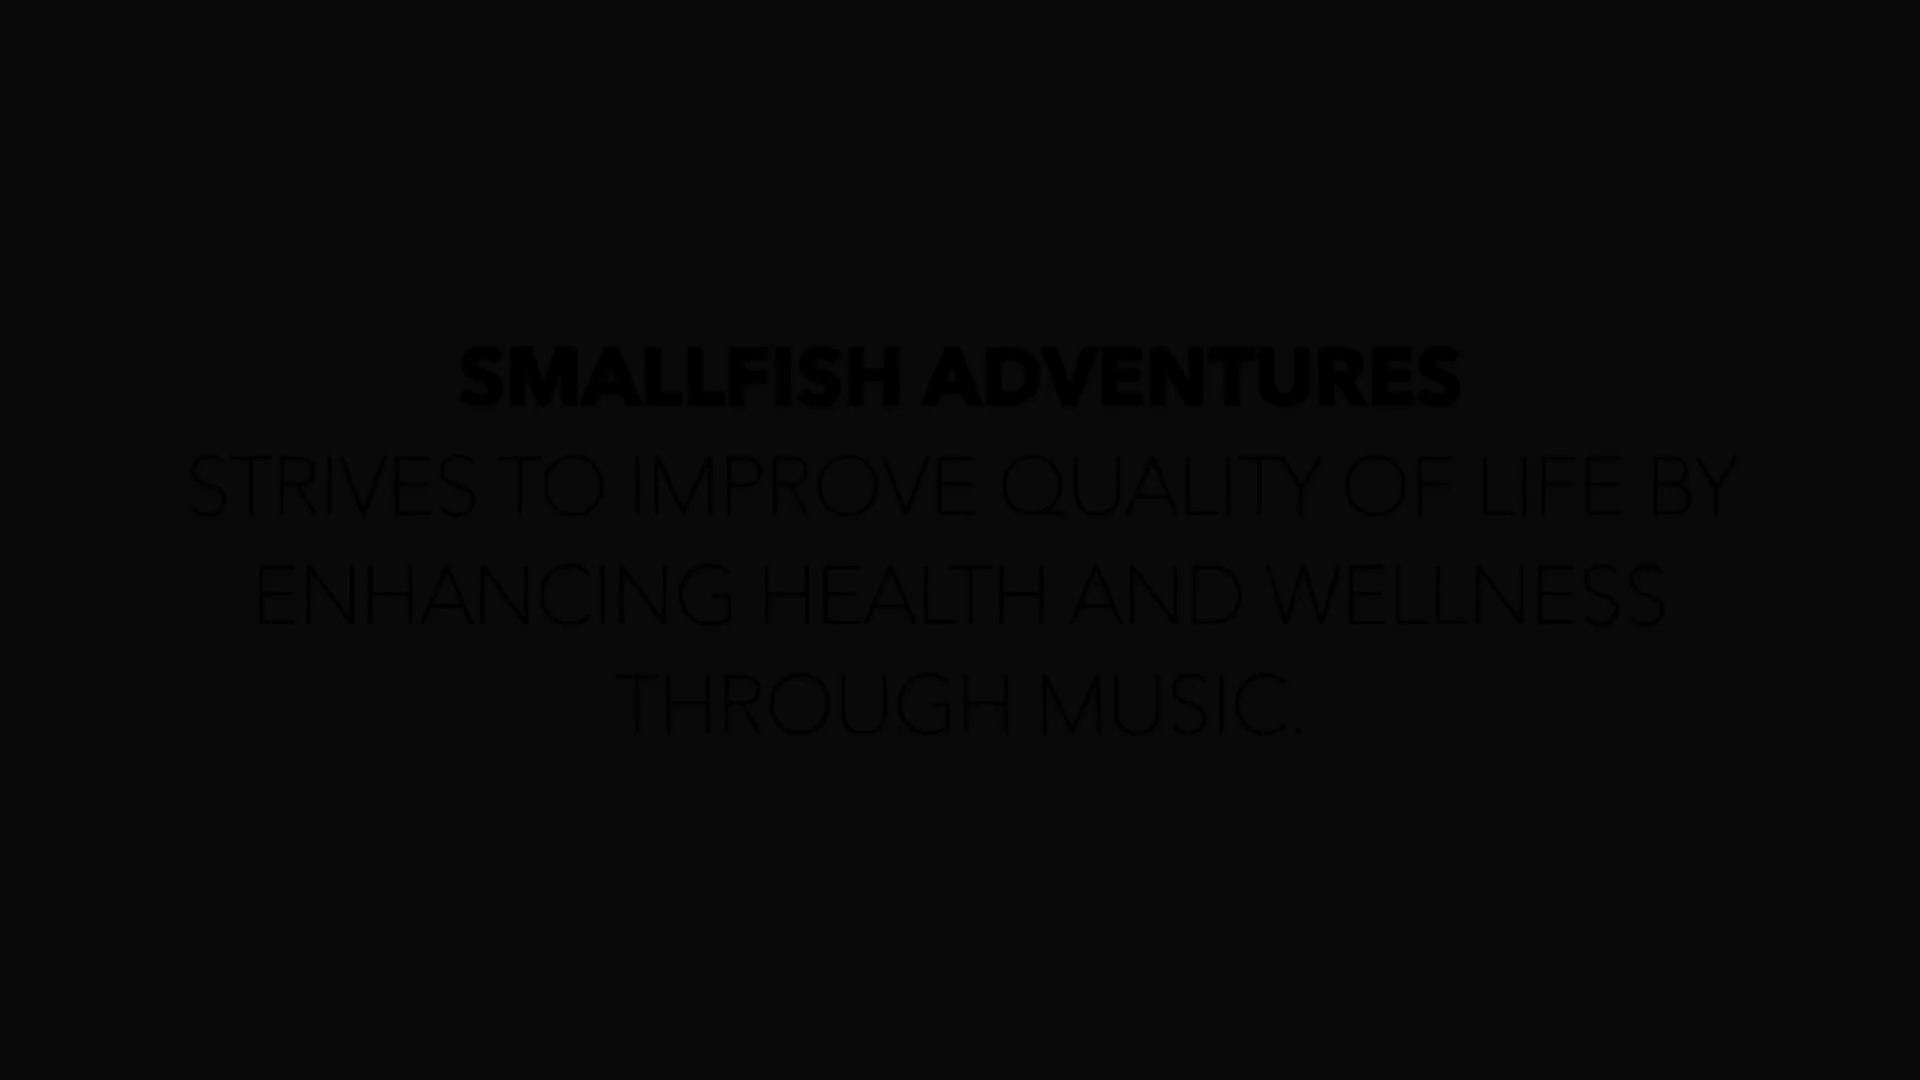 SMALLFISH ADVENTURES
STRIVES TO IMPROVE QUALITY OF LIFE BY
ENHANCING HEALTH AND WELLNESS
THROUGH MUSIC.